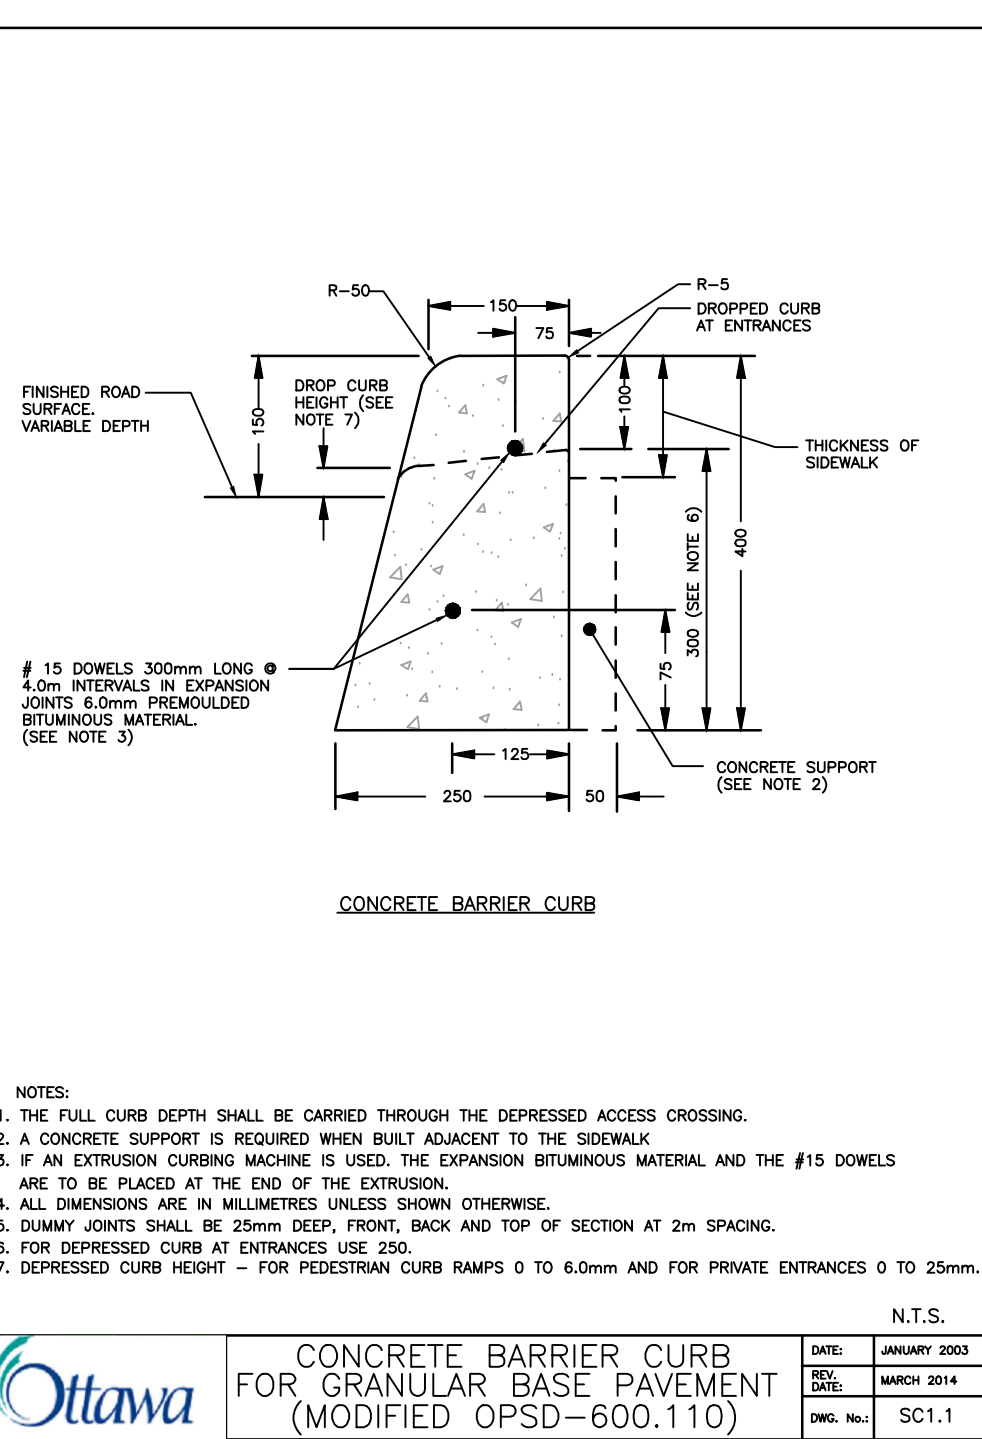 R-50
150
75
R-5
DROPPED CURB
AT ENTRANCES
FINISHED ROAD
SURFACE.
VARIABLE DEPTH
150
DROP CURB
HEIGHT (SEE
NOTE 7)
100
THICKNESS OF
SIDEWALK
300 (SEE NOTE 6)
400
75
# 15 DOWELS 300mm LONG @
4.0m INTERVALS IN EXPANSION
JOINTS 6.0mm PREMOULDED
BITUMINOUS MATERIAL.
(SEE NOTE 3)
125
250
50
CONCRETE SUPPORT
(SEE NOTE 2)
CONCRETE BARRIER CURB
NOTES:
1. THE FULL CURB DEPTH SHALL BE CARRIED THROUGH THE DEPRESSED ACCESS CROSSING.
2. A CONCRETE SUPPORT IS REQUIRED WHEN BUILT ADJACENT TO THE SIDEWALK
3. IF AN EXTRUSION CURBING MACHINE IS USED. THE EXPANSION BITUMINOUS MATERIAL AND THE #15 DOWELS
ARE TO BE PLACED AT THE END OF THE EXTRUSION.
4. ALL DIMENSIONS ARE IN MILLIMETRES UNLESS SHOWN OTHERWISE.
5. DUMMY JOINTS SHALL BE 25mm DEEP, FRONT, BACK AND TOP OF SECTION AT 2m SPACING.
6. FOR DEPRESSED CURB AT ENTRANCES USE 250.
7. DEPRESSED CURB HEIGHT – FOR PEDESTRIAN CURB RAMPS 0 TO 6.0mm AND FOR PRIVATE ENTRANCES 0 TO 25mm.
N.T.S.
Ottawa
CONCRETE BARRIER CURB
FOR GRANULAR BASE PAVEMENT
(MODIFIED OPSD-600.110)
DATE: JANUARY 2003
REV. DATE: MARCH 2014
DWG. No.: SC1.1